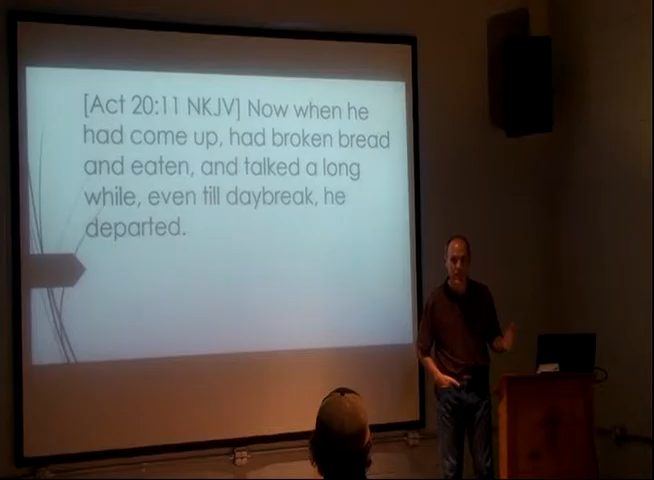 [Act 20:11 NKJV] Now when he
had come up, had broken bread
and eaten, and talked a long
while, even till daybreak, he
departed.